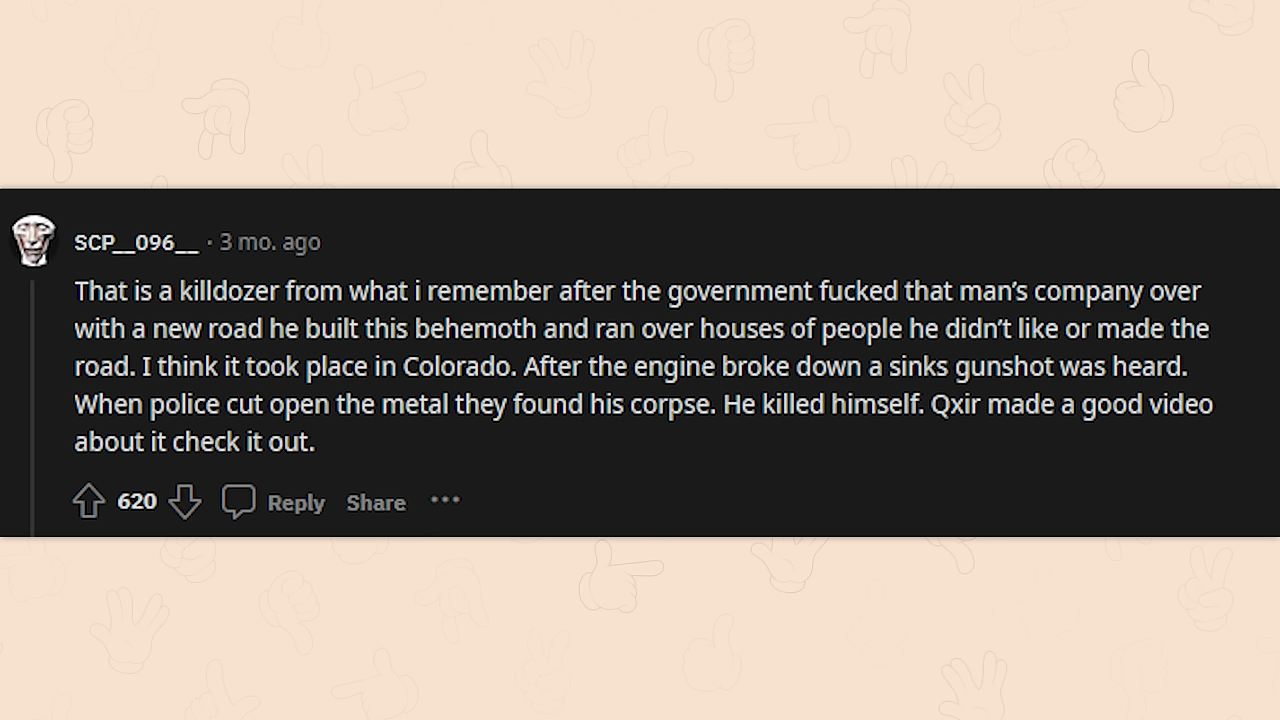 SCP__096__ · 3 mo. ago
That is a killdozer from what i remember after the government fucked that man’s company over
with a new road he built this behemoth and ran over houses of people he didn’t like or made the
road. I think it took place in Colorado. After the engine broke down a sinks gunshot was heard.
When police cut open the metal they found his corpse. He killed himself. Qxir made a good video
about it check it out.
620 Reply Share ···